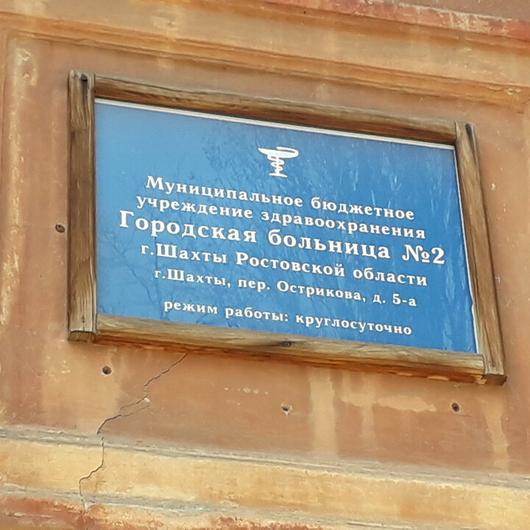 Муниципальное бюджетное
учреждение здравоохранения
Городская больница №2
г.Шахты Ростовской области
г.Шахты, пер. Острикова, д. 5-а
режим работы: круглосуточно